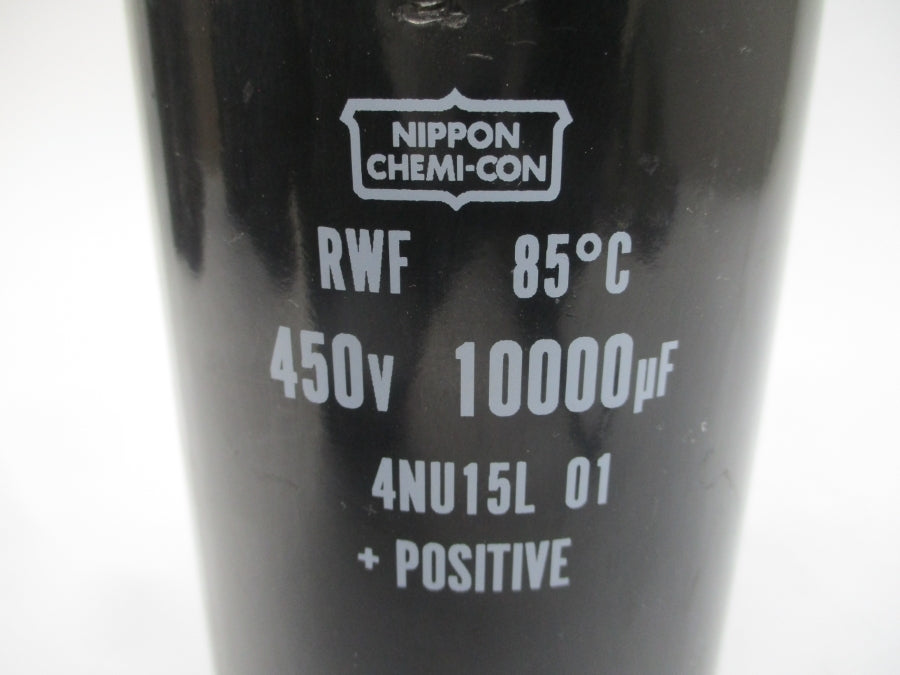 NIPPON
CHEMI-CON
RWF 85°C
450v 10000µF
4NU15L 01
+ POSITIVE